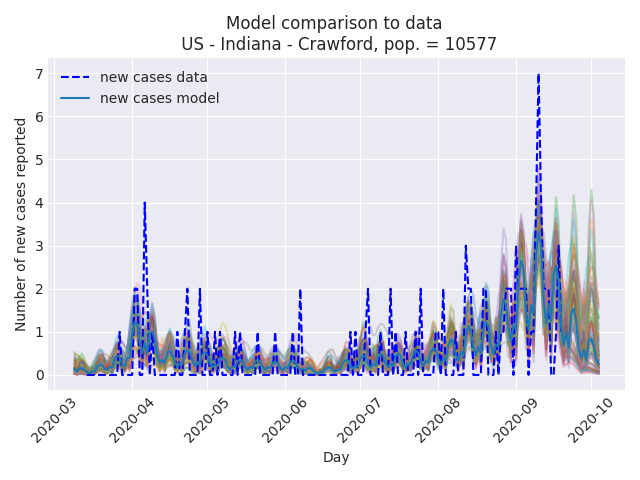 Model comparison to data
US - Indiana - Crawford, pop. = 10577
new cases data
new cases model
Number of new cases reported
7
6
5
4
3
2
1
0
2020-03
2020-04
2020-05
2020-06
2020-07
2020-08
2020-09
2020-10
Day